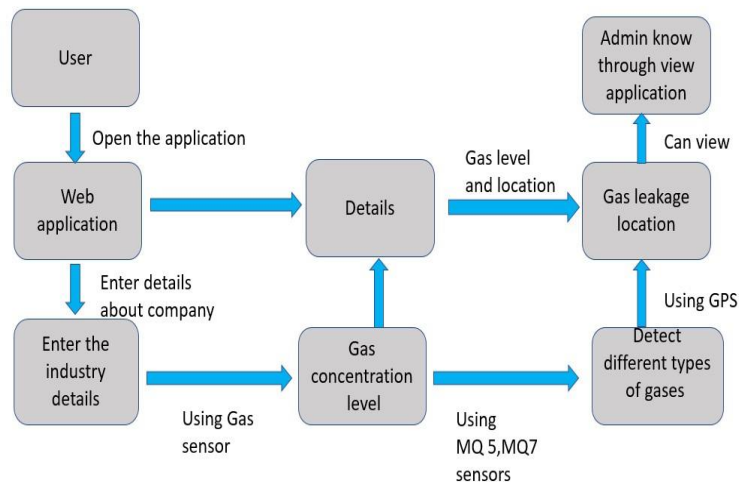 User
Open the application
Web
application
Enter details
about company
Enter the
industry
details
Using Gas
sensor
Details
Gas
concentration
level
Gas level
and location
Using
MQ 5,MQ7
sensors
Admin know
through view
application
Can view
Gas leakage
location
Using GPS
Detect
different types
of gases